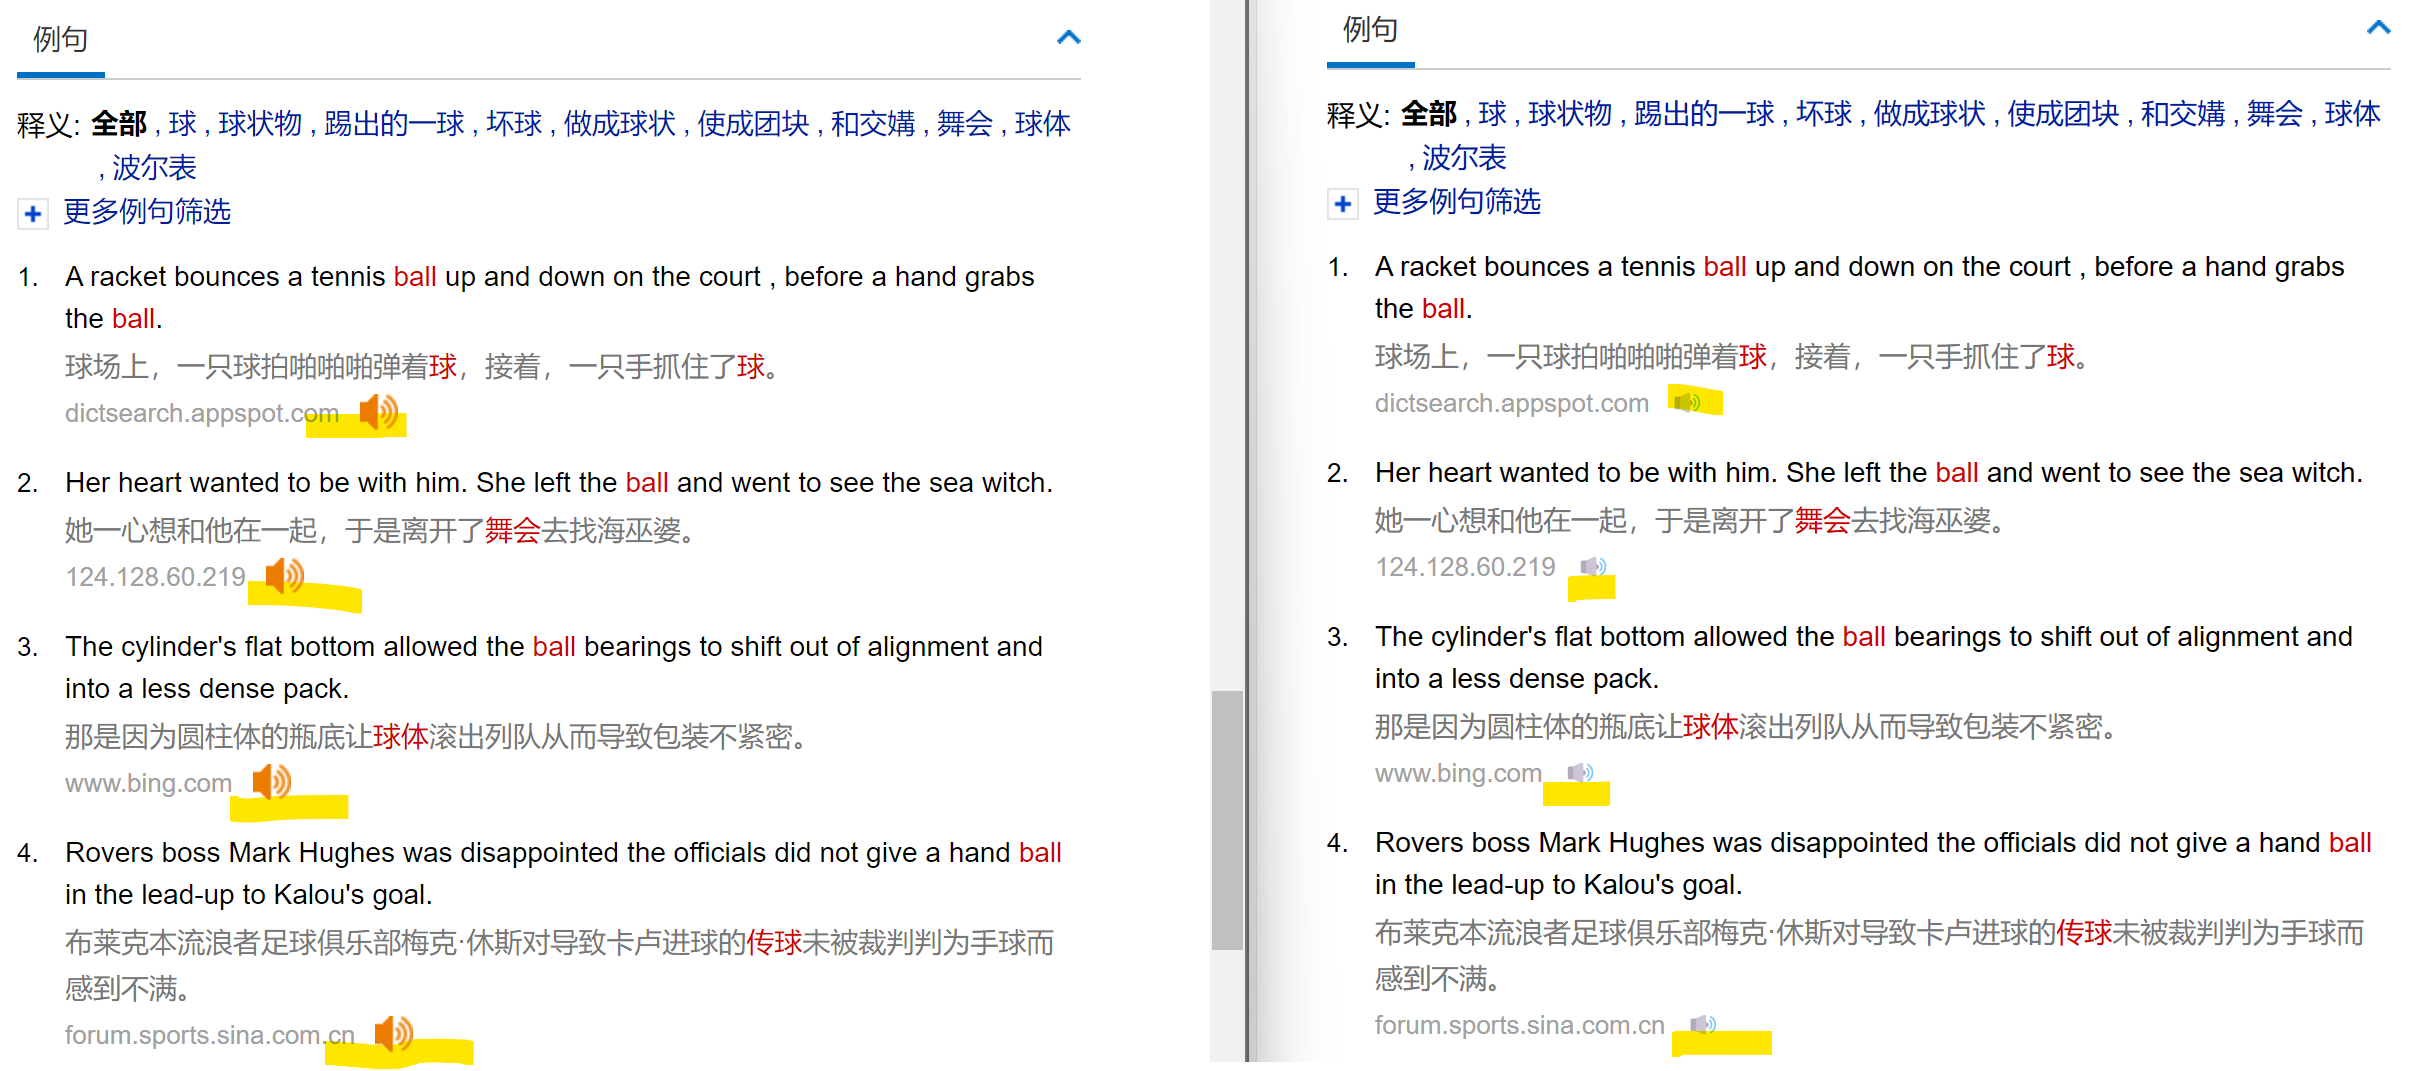 例句
释义: 全部 , 球 , 球状物 , 踢出的一球 , 坏球 , 做成球状 , 使成团块 , 和交媾 , 舞会 , 球体
, 波尔表
更多例句筛选
1. A racket bounces a tennis ball up and down on the court , before a hand grabs
the ball.
球场上，一只球拍啪啪啪弹着球，接着，一只手抓住了球。
dictsearch.appspot.com
2. Her heart wanted to be with him. She left the ball and went to see the sea witch.
她一心想和他在一起，于是离开了舞会去找海巫婆。
124.128.60.219
3. The cylinder's flat bottom allowed the ball bearings to shift out of alignment and
into a less dense pack.
那是因为圆柱体的瓶底让球体滚出列队从而导致包装不紧密。
www.bing.com
4. Rovers boss Mark Hughes was disappointed the officials did not give a hand ball
in the lead-up to Kalou's goal.
布莱克本流浪者足球俱乐部梅克·休斯对导致卡卢进球的传球未被裁判判为手球而
感到不满。
forum.sports.sina.com.cn
例句
释义: 全部 , 球 , 球状物 , 踢出的一球 , 坏球 , 做成球状 , 使成团块 , 和交媾 , 舞会 , 球体
, 波尔表
更多例句筛选
1. A racket bounces a tennis ball up and down on the court , before a hand grabs
the ball.
球场上，一只球拍啪啪啪弹着球，接着，一只手抓住了球。
dictsearch.appspot.com
2. Her heart wanted to be with him. She left the ball and went to see the sea witch.
她一心想和他在一起，于是离开了舞会去找海巫婆。
124.128.60.219
3. The cylinder's flat bottom allowed the ball bearings to shift out of alignment and
into a less dense pack.
那是因为圆柱体的瓶底让球体滚出列队从而导致包装不紧密。
www.bing.com
4. Rovers boss Mark Hughes was disappointed the officials did not give a hand ball
in the lead-up to Kalou's goal.
布莱克本流浪者足球俱乐部梅克·休斯对导致卡卢进球的传球未被裁判判为手球而
感到不满。
forum.sports.sina.com.cn